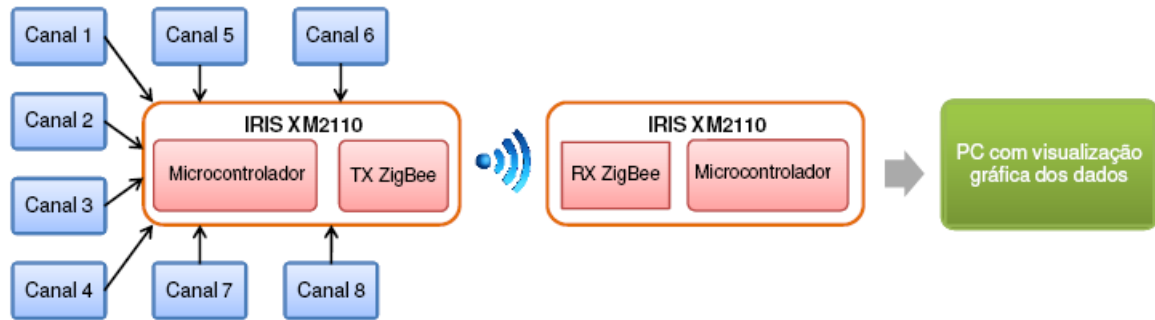 Canal 1
Canal 5
Canal 6
Canal 2
Canal 3
Canal 4
Canal 7
Canal 8
IRIS XM2110
Microcontrolador
TX ZigBee
IRIS XM2110
RX ZigBee
Microcontrolador
PC com visualização
gráfica dos dados